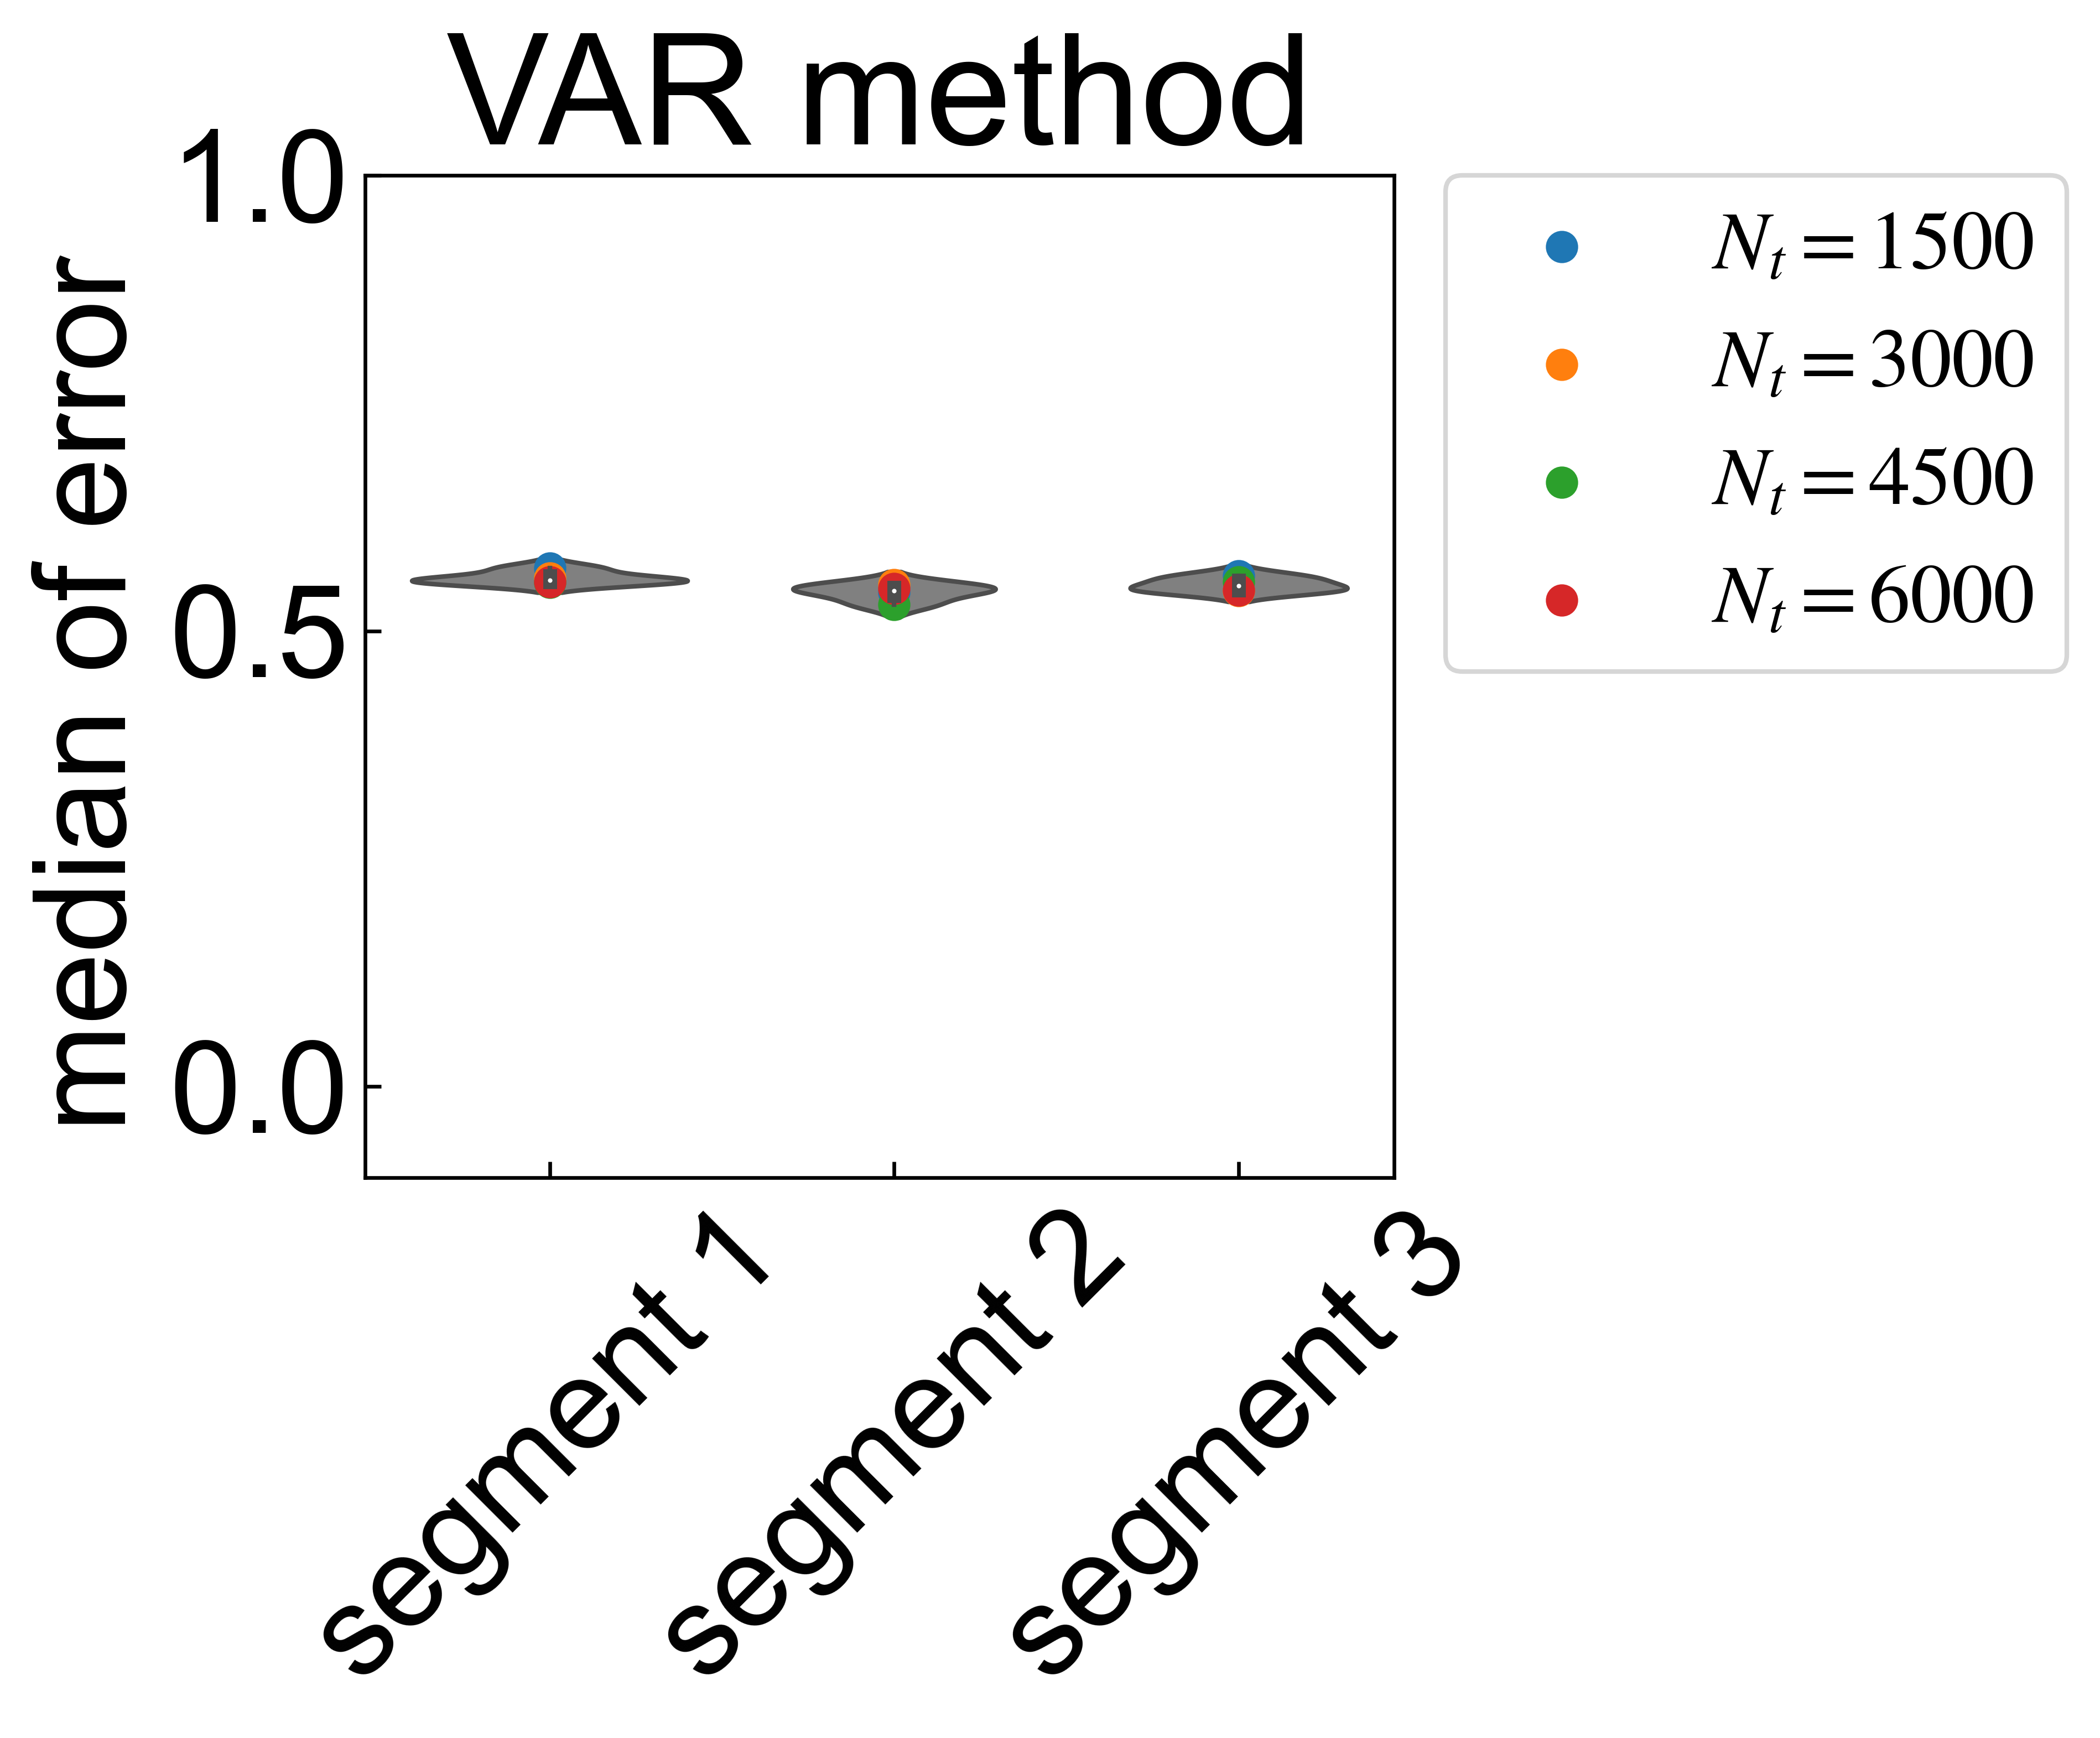 VAR method
median of error
1.0
0.5
0.0
segment 1
segment 2
segment 3
N_t = 1500
N_t = 3000
N_t = 4500
N_t = 6000